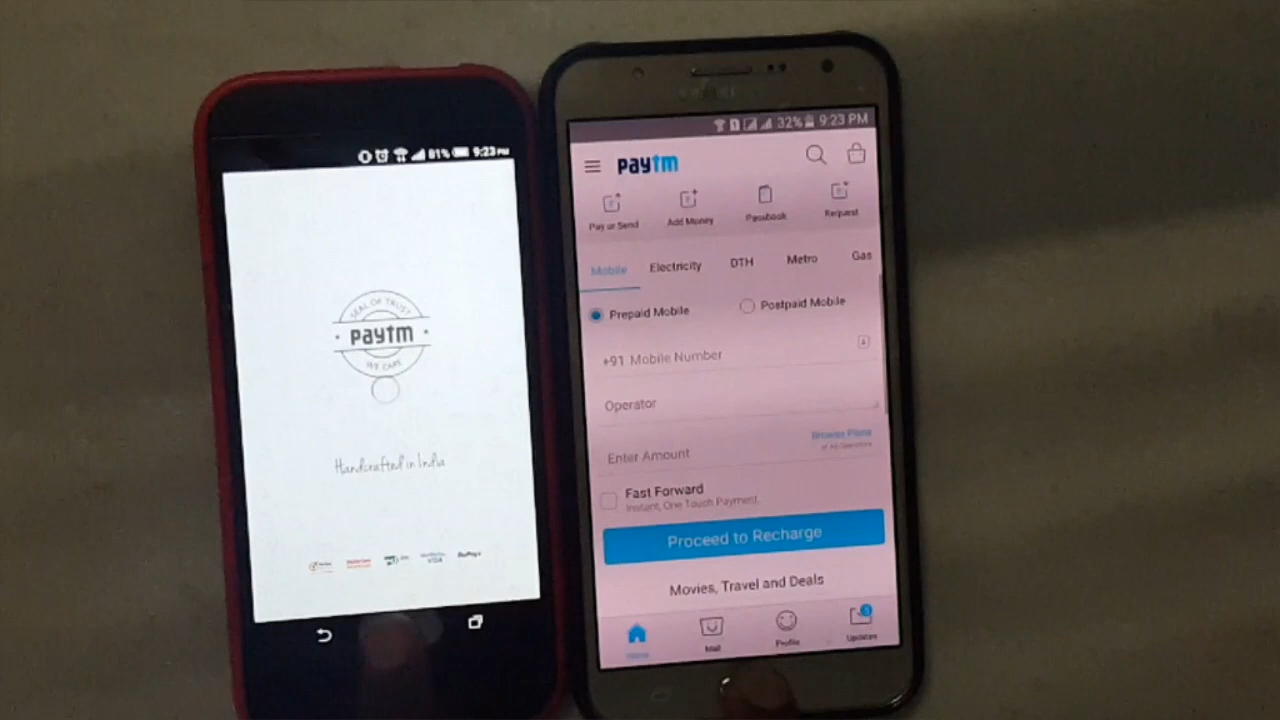 81% 9:23 PM
SEAL OF TRUST
paytm
WE CARE
Handcrafted in India
VISA
RuPay
32% 9:23 PM
paytm
Pay or Send Add Money Passbook Request
Mobile Electricity DTH Metro Gas
Prepaid Mobile Postpaid Mobile
+91 Mobile Number
Operator
Browse Plans
of All Operators
Enter Amount
Fast Forward
Instant, One Touch Payment.
Proceed to Recharge
Movies, Travel and Deals
Home Mall Profile Updates